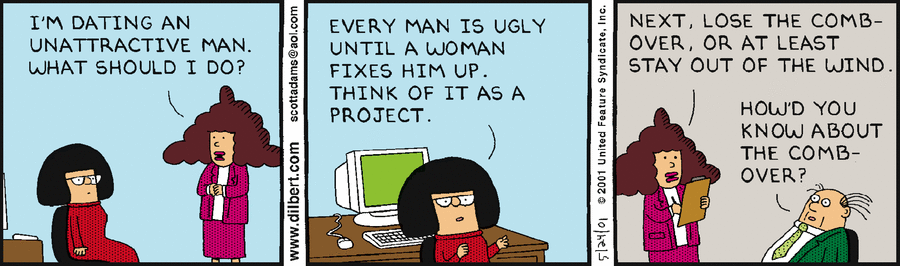 I'M DATING AN
UNATTRACTIVE MAN.
WHAT SHOULD I DO?
www.dilbert.com
scottadams@aol.com
EVERY MAN IS UGLY
UNTIL A WOMAN
FIXES HIM UP.
THINK OF IT AS A
PROJECT.
5/24/01 © 2001 United Feature Syndicate, Inc.
NEXT, LOSE THE COMB-
OVER, OR AT LEAST
STAY OUT OF THE WIND.
HOW'D YOU
KNOW ABOUT
THE COMB-
OVER?